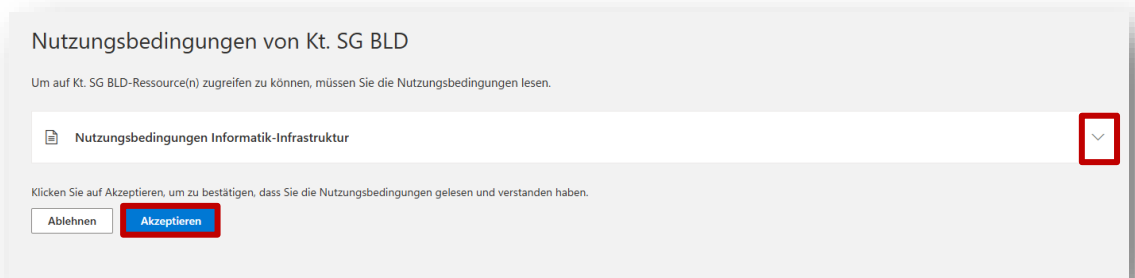 Nutzungsbedingungen von Kt. SG BLD
Um auf Kt. SG BLD-Ressource(n) zugreifen zu können, müssen Sie die Nutzungsbedingungen lesen.
Nutzungsbedingungen Informatik-Infrastruktur
Klicken Sie auf Akzeptieren, um zu bestätigen, dass Sie die Nutzungsbedingungen gelesen und verstanden haben.
Ablehnen Akzeptieren